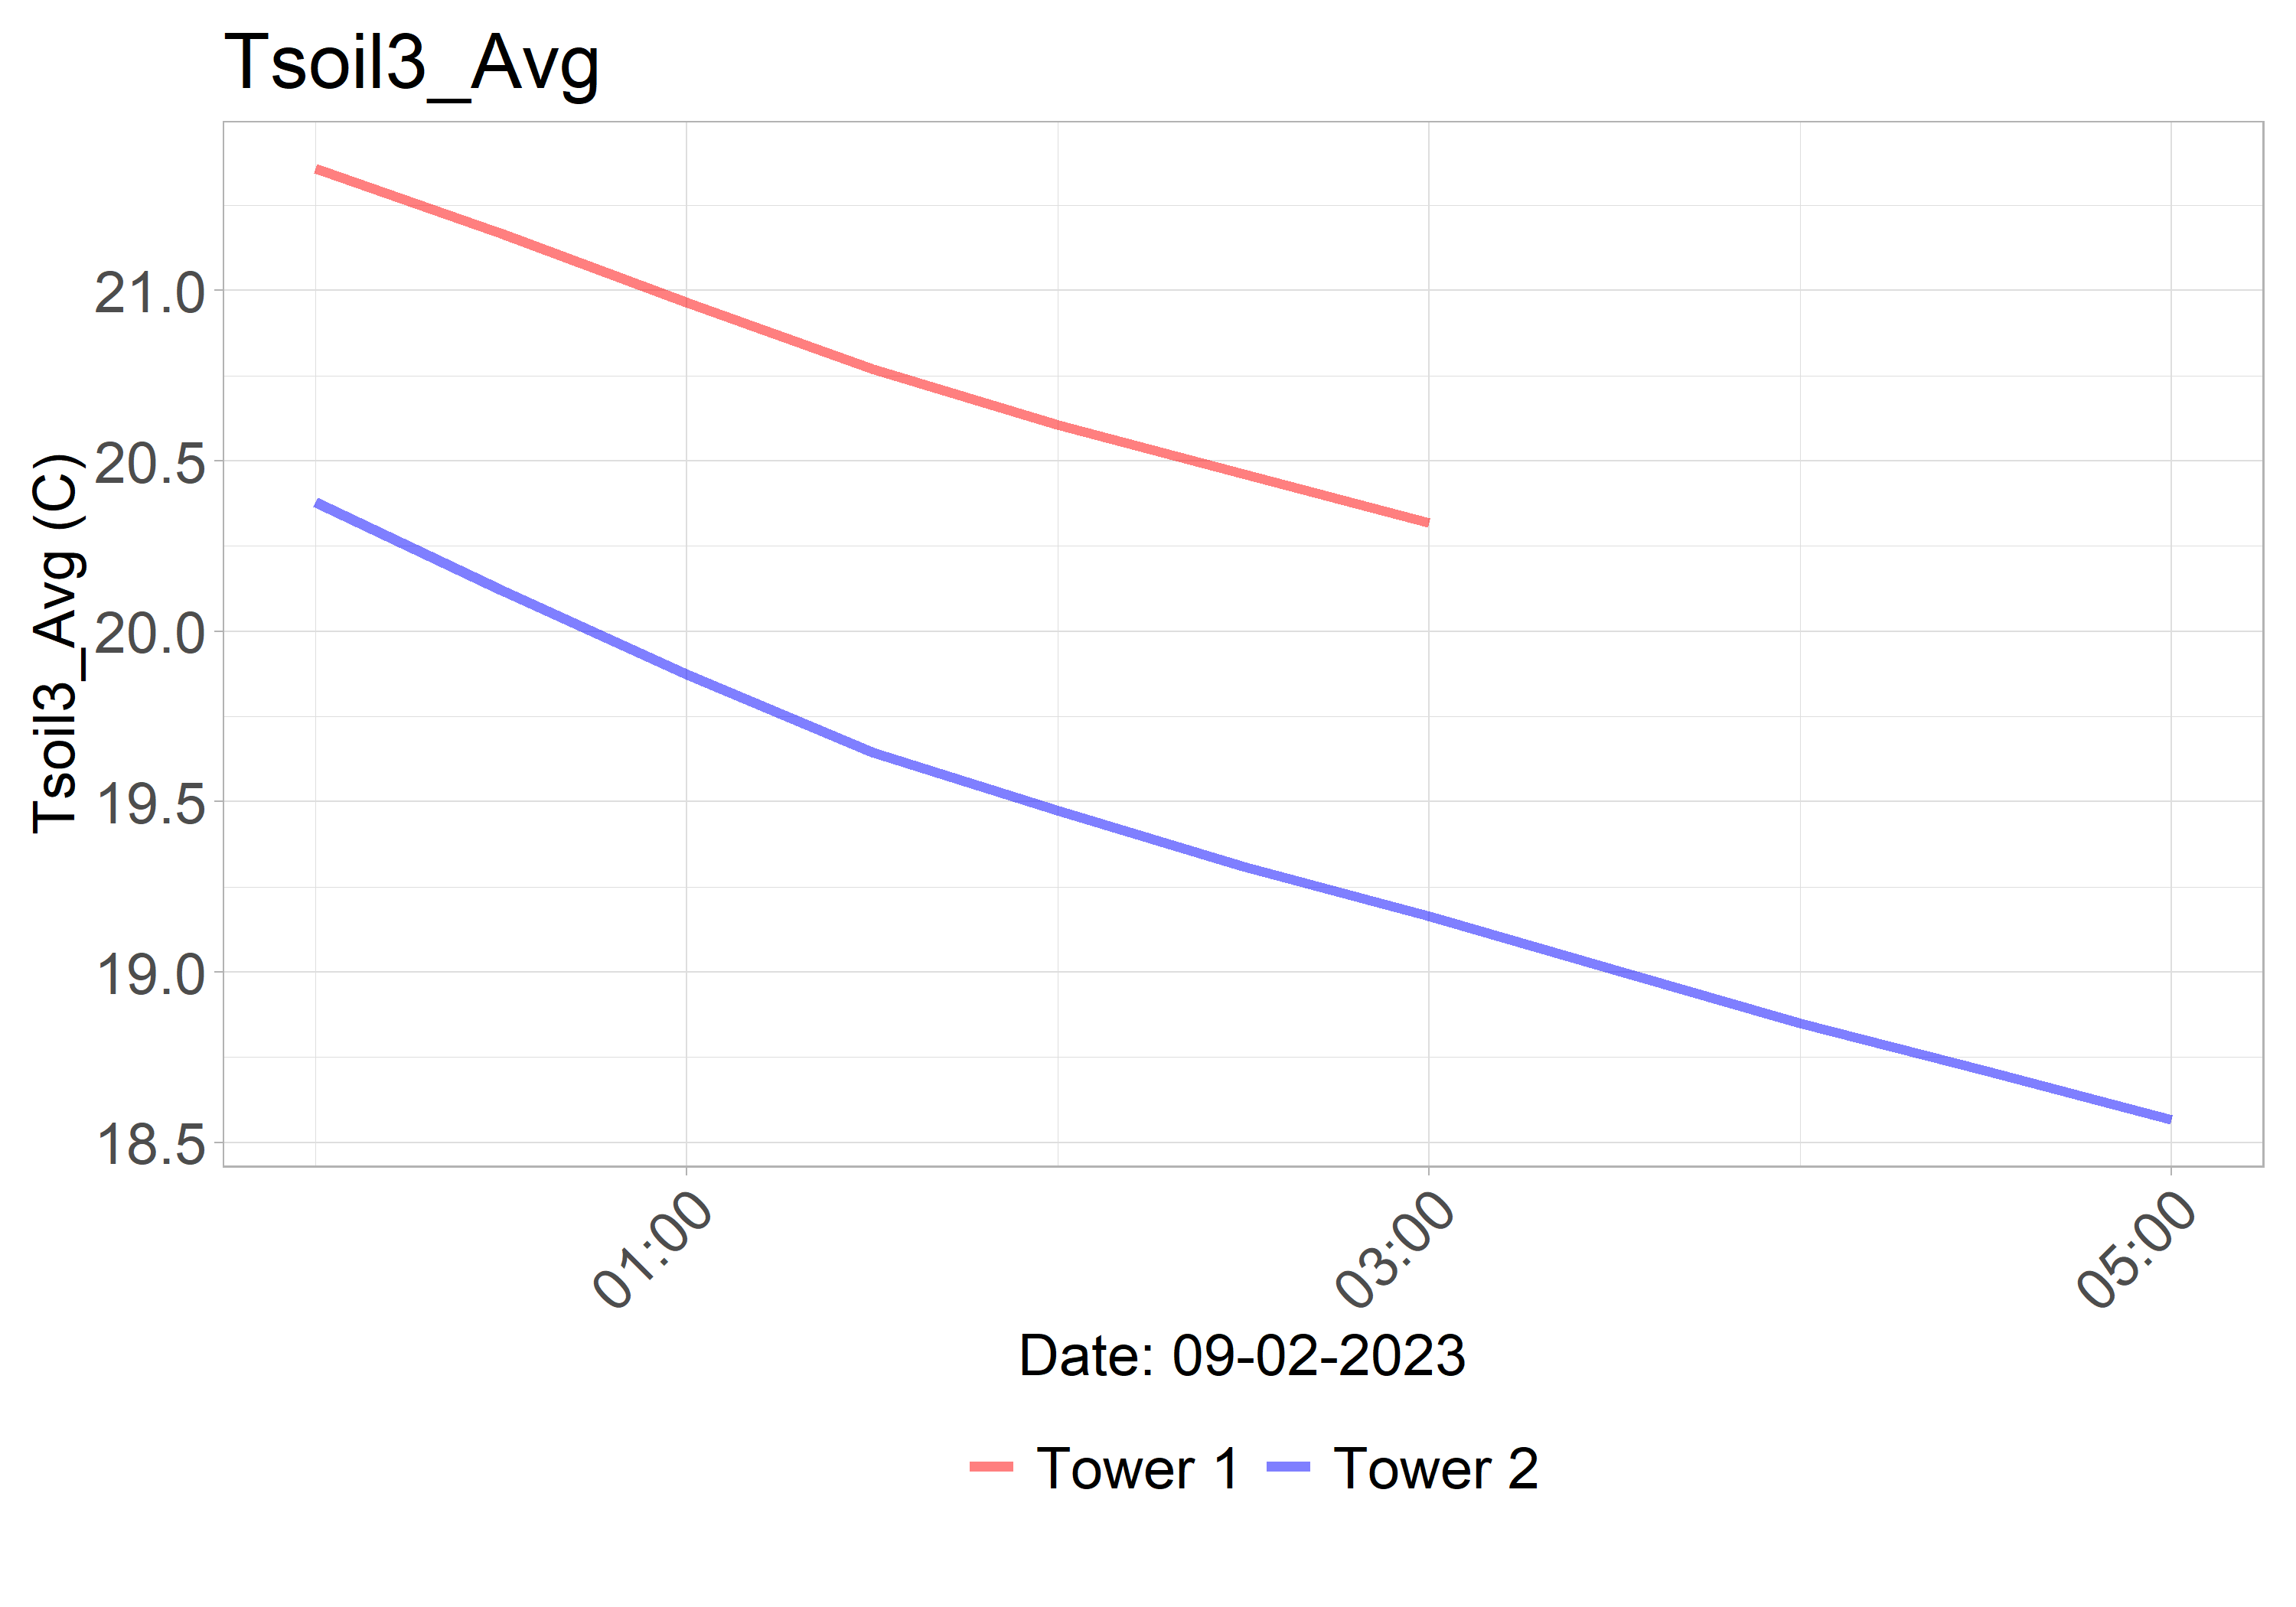 Tsoil3_Avg
Tsoil3_Avg (C)
21.0
20.5
20.0
19.5
19.0
18.5
01:00
03:00
05:00
Date: 09-02-2023
Tower 1
Tower 2